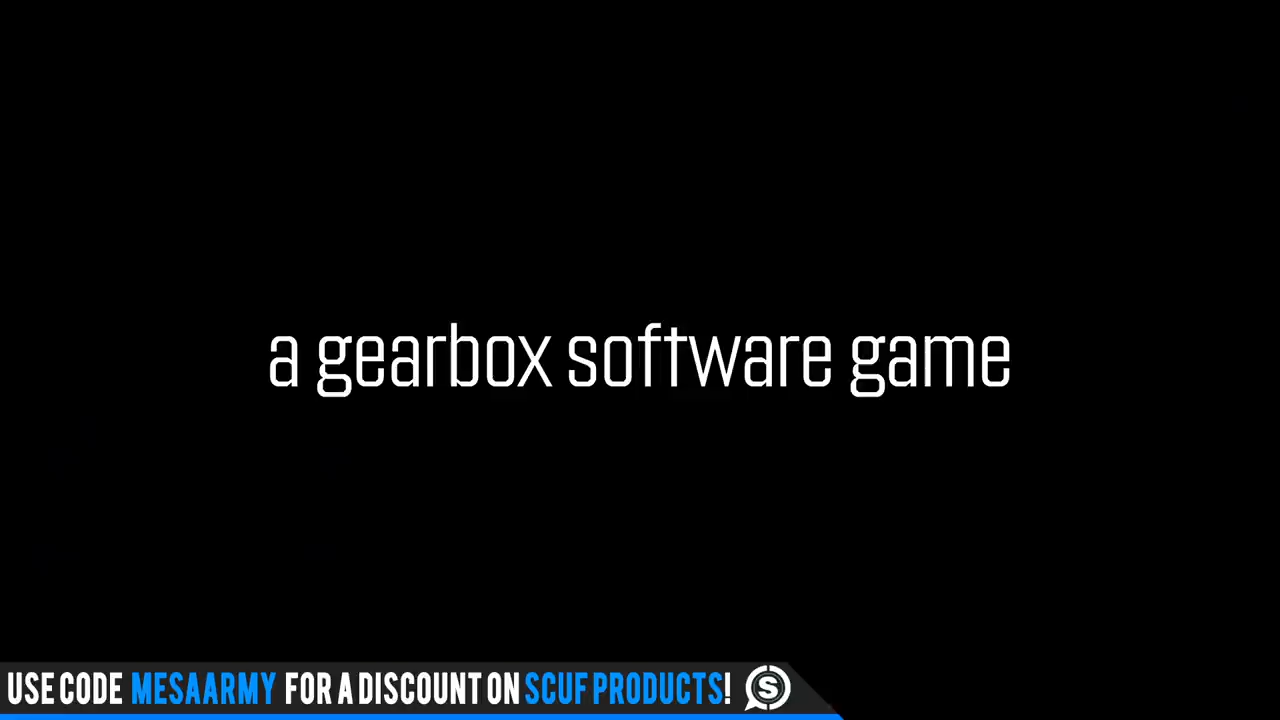 a gearbox software game
USE CODE MESAARMY FOR A DISCOUNT ON SCUF PRODUCTS! S